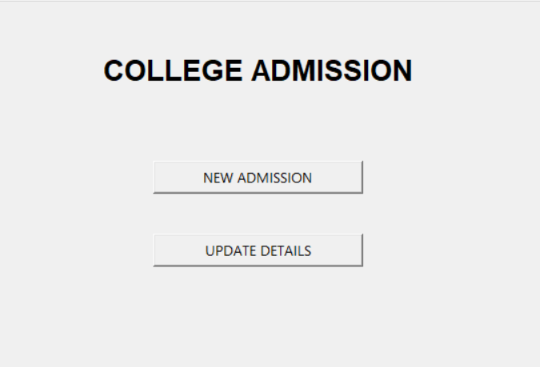 COLLEGE ADMISSION
NEW ADMISSION
UPDATE DETAILS